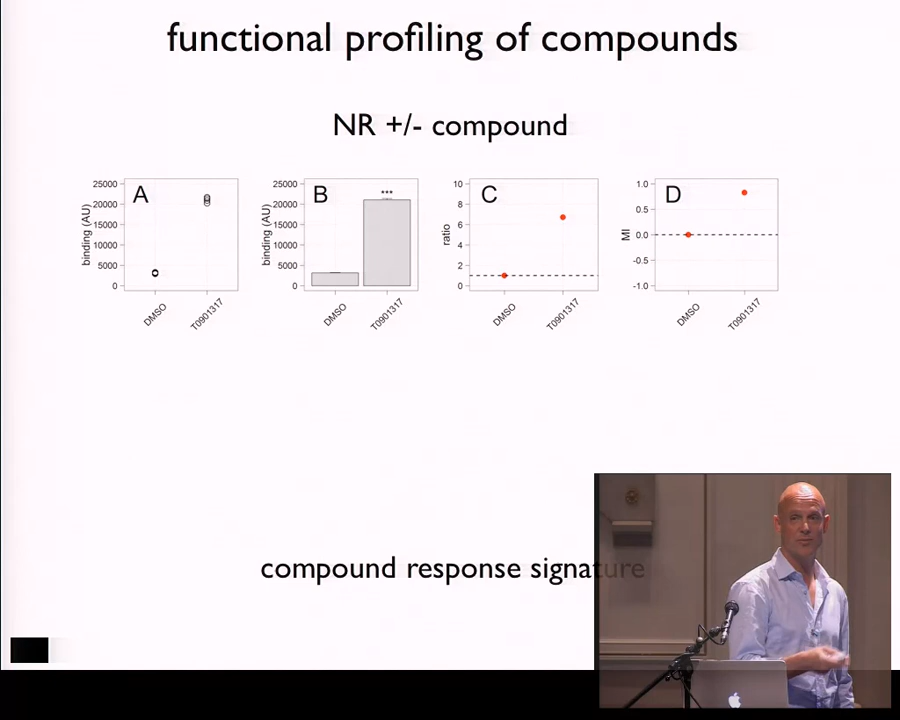 functional profiling of compounds
NR +/- compound
A
binding (AU)
25000
20000
15000
10000
5000
0
DMSO
T0901317
B
***
binding (AU)
25000
20000
15000
10000
5000
0
DMSO
T0901317
C
ratio
10
8
6
4
2
0
DMSO
T0901317
D
MI
1.0
0.5
0.0
-0.5
-1.0
DMSO
T0901317
compound response signature